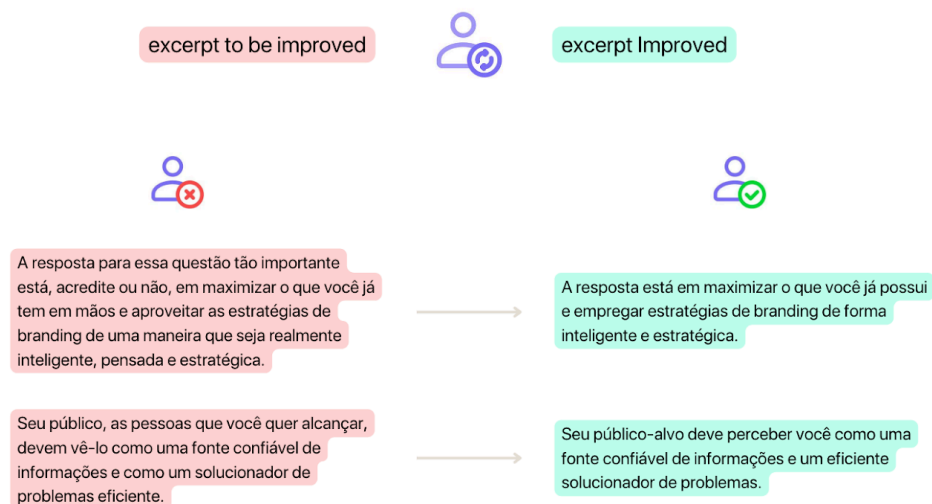 excerpt to be improved
excerpt Improved
A resposta para essa questão tão importante
está, acredite ou não, em maximizar o que você já
tem em mãos e aproveitar as estratégias de
branding de uma maneira que seja realmente
inteligente, pensada e estratégica.
A resposta está em maximizar o que você já possui
e empregar estratégias de branding de forma
inteligente e estratégica.
Seu público, as pessoas que você quer alcançar,
devem vê-lo como uma fonte confiável de
informações e como um solucionador de
problemas eficiente.
Seu público-alvo deve perceber você como uma
fonte confiável de informações e um eficiente
solucionador de problemas.